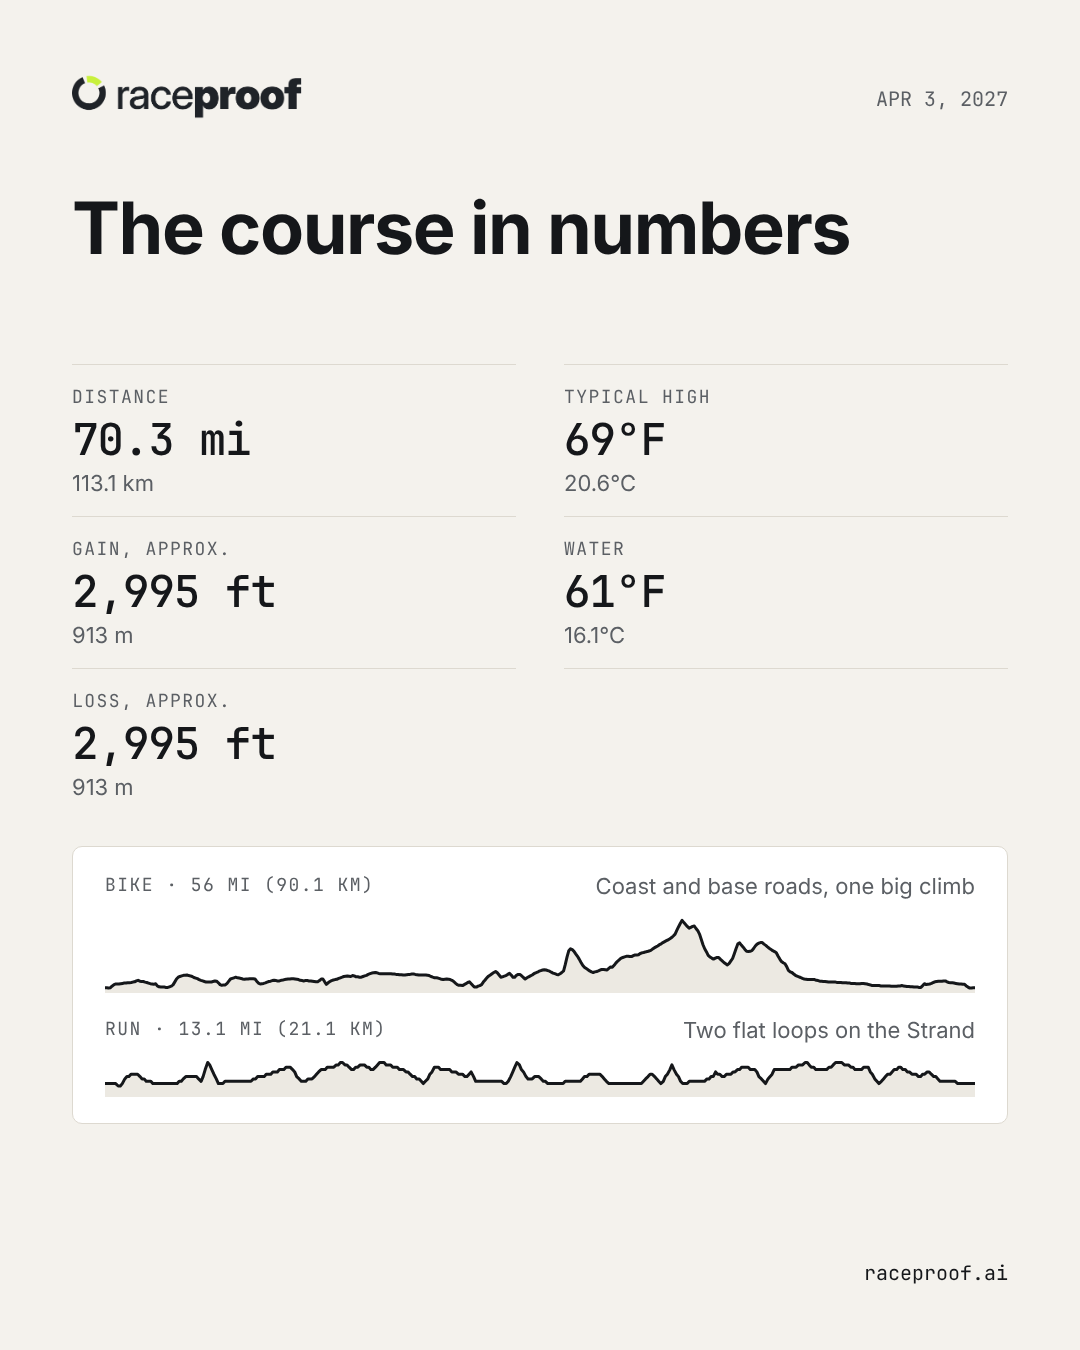 raceproof
APR 3, 2027
The course in numbers
DISTANCE
70.3 mi
113.1 km
TYPICAL HIGH
69°F
20.6°C
GAIN, APPROX.
2,995 ft
913 m
WATER
61°F
16.1°C
LOSS, APPROX.
2,995 ft
913 m
BIKE · 56 MI (90.1 KM)
Coast and base roads, one big climb
RUN · 13.1 MI (21.1 KM)
Two flat loops on the Strand
raceproof.ai